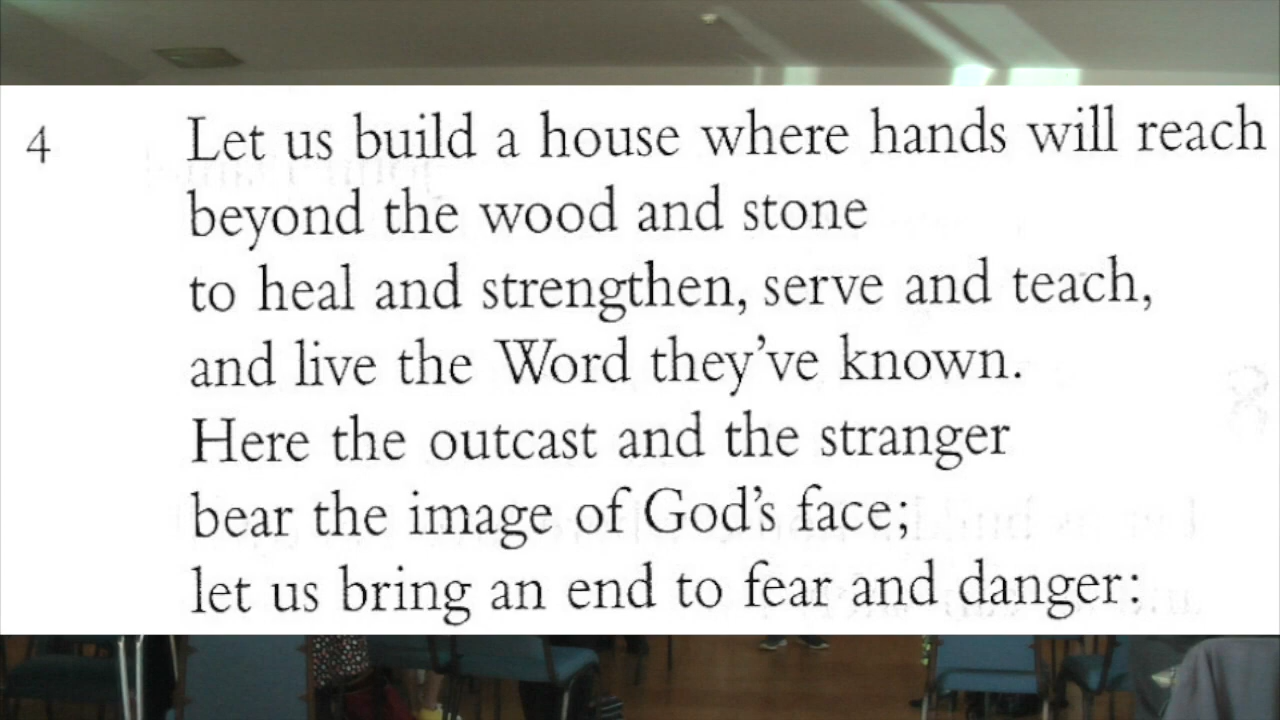 4 Let us build a house where hands will reach
beyond the wood and stone
to heal and strengthen, serve and teach,
and live the Word they've known.
Here the outcast and the stranger
bear the image of God's face;
let us bring an end to fear and danger: